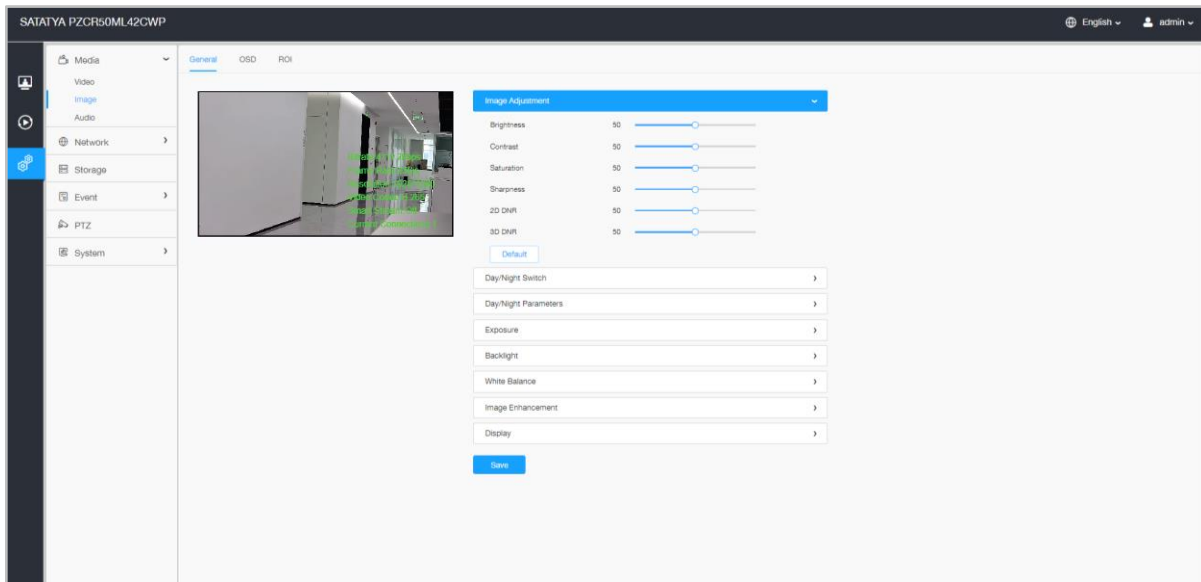 SATATYA PZCR50ML42CWP
English
admin
Media
Video
Image
Audio
Network
Storage
Event
PTZ
System
General OSD ROI
Image Adjustment
Brightness 50
Contrast 50
Saturation 50
Sharpness 50
2D DNR 50
3D DNR 50
Default
Day/Night Switch
Day/Night Parameters
Exposure
Backlight
White Balance
Image Enhancement
Display
Save